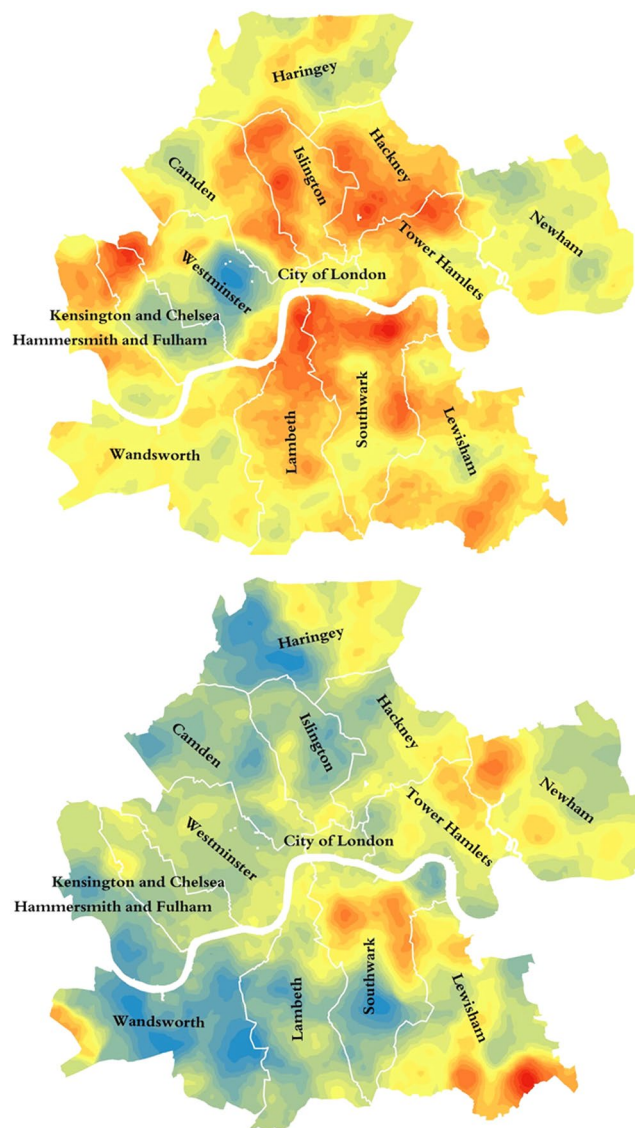 Haringey
Hackney
Islington
Camden
Newham
Tower Hamlets
Westminster
City of London
Kensington and Chelsea
Hammersmith and Fulham
Southwark
Lewisham
Lambeth
Wandsworth
Haringey
Hackney
Islington
Camden
Newham
Tower Hamlets
Westminster
City of London
Kensington and Chelsea
Hammersmith and Fulham
Southwark
Lewisham
Lambeth
Wandsworth